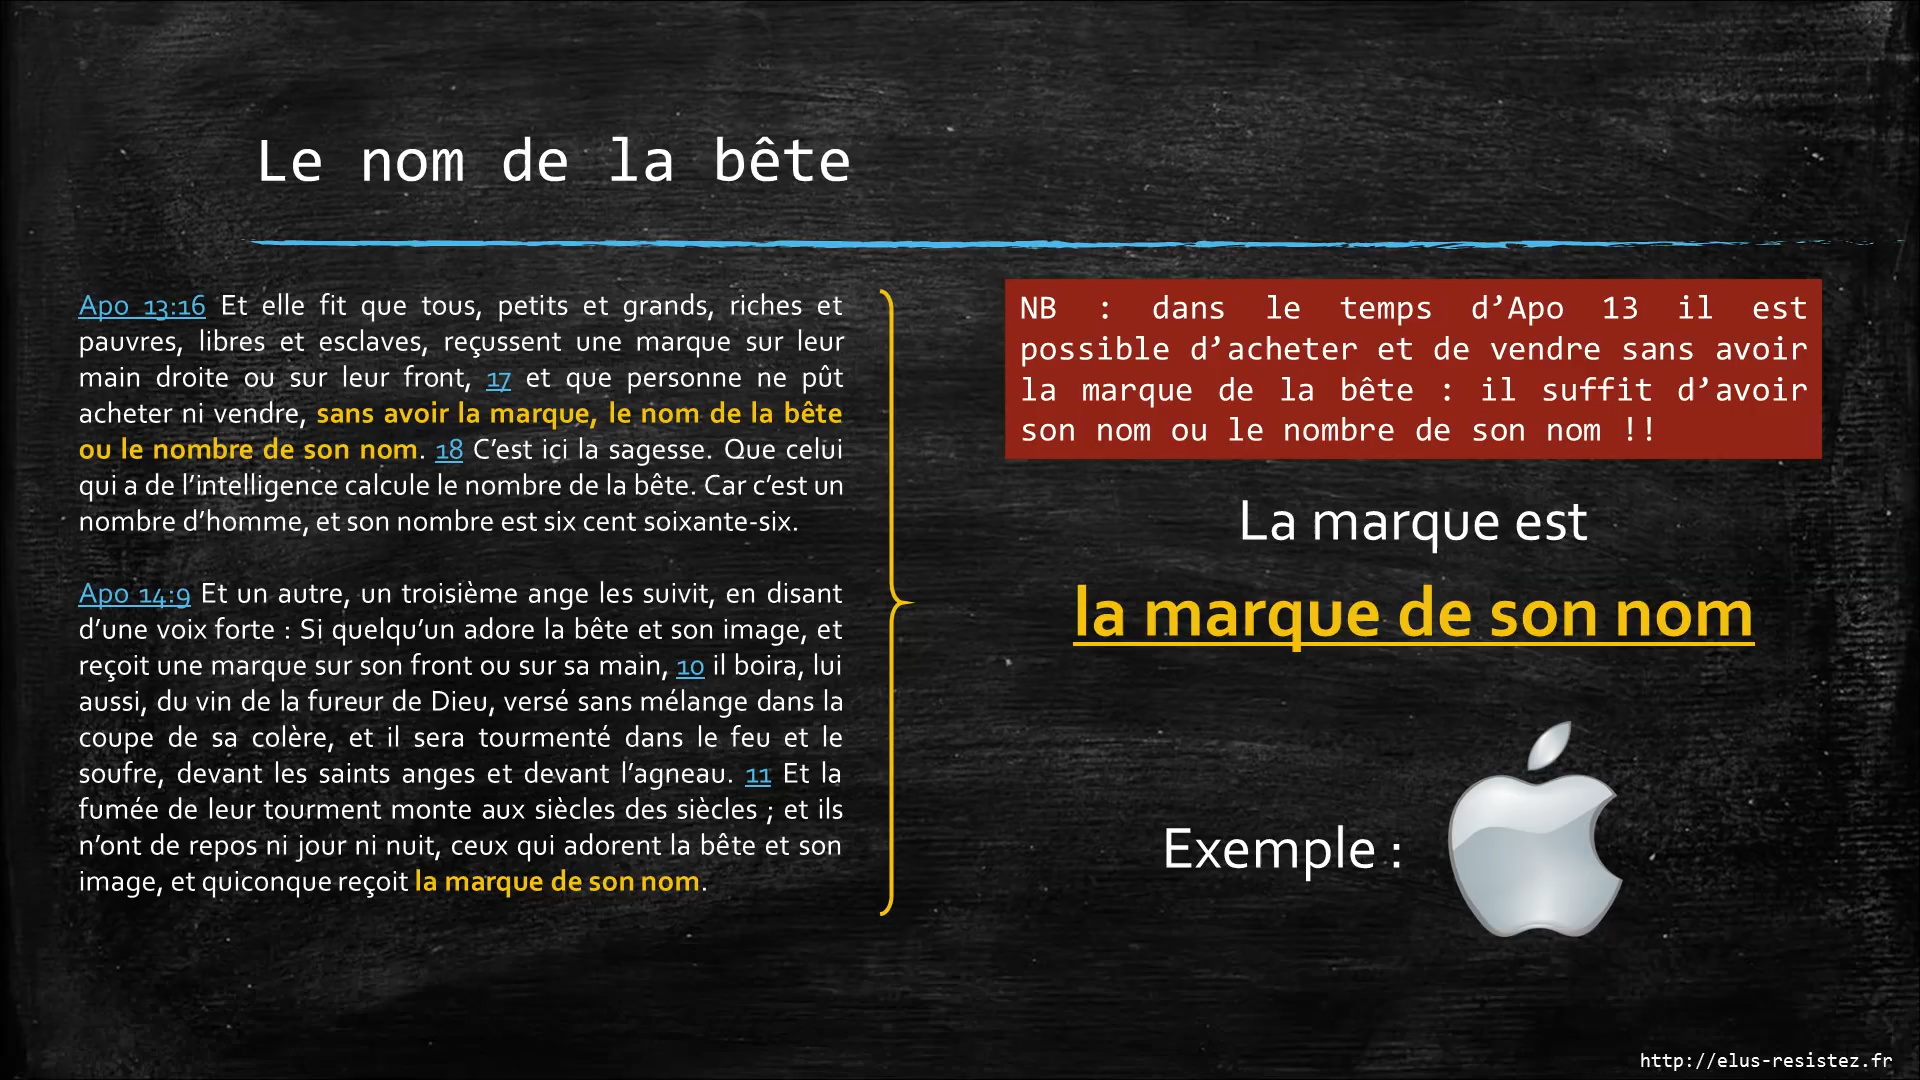 Le nom de la bête
Apo 13:16 Et elle fit que tous, petits et grands, riches et
pauvres, libres et esclaves, reçussent une marque sur leur
main droite ou sur leur front, 17 et que personne ne pût
acheter ni vendre, sans avoir la marque, le nom de la bête
ou le nombre de son nom. 18 C’est ici la sagesse. Que celui
qui a de l’intelligence calcule le nombre de la bête. Car c’est un
nombre d’homme, et son nombre est six cent soixante-six.
Apo 14:9 Et un autre, un troisième ange les suivit, en disant
d’une voix forte : Si quelqu’un adore la bête et son image, et
reçoit une marque sur son front ou sur sa main, 10 il boira, lui
aussi, du vin de la fureur de Dieu, versé sans mélange dans la
coupe de sa colère, et il sera tourmenté dans le feu et le
soufre, devant les saints anges et devant l’agneau. 11 Et la
fumée de leur tourment monte aux siècles des siècles ; et ils
n’ont de repos ni jour ni nuit, ceux qui adorent la bête et son
image, et quiconque reçoit la marque de son nom.
NB : dans le temps d’Apo 13 il est
possible d’acheter et de vendre sans avoir
la marque de la bête : il suffit d’avoir
son nom ou le nombre de son nom !!
La marque est
la marque de son nom
Exemple :
http://elus-resistez.fr